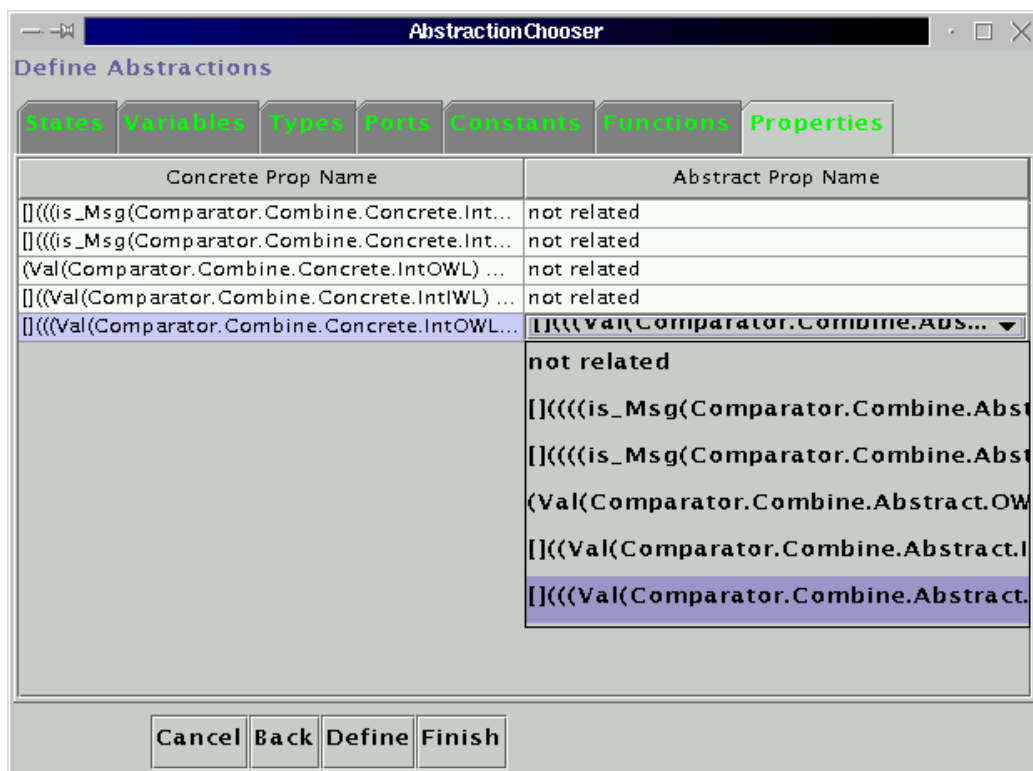 AbstractionChooser
Define Abstractions
States Variables Types Ports Constants Functions Properties
Concrete Prop Name Abstract Prop Name
[](((is_Msg(Comparator.Combine.Concrete.Int... not related
[](((is_Msg(Comparator.Combine.Concrete.Int... not related
(Val(Comparator.Combine.Concrete.IntOWL) ... not related
[]((Val(Comparator.Combine.Concrete.IntIWL) ... not related
[](((Val(Comparator.Combine.Concrete.IntOWL... [](((Val(Comparator.Combine.Abs...
not related
[]((((is_Msg(Comparator.Combine.Abst
[]((((is_Msg(Comparator.Combine.Abst
(Val(Comparator.Combine.Abstract.OW
[]((Val(Comparator.Combine.Abstract.I
[](((Val(Comparator.Combine.Abstract.
Cancel Back Define Finish